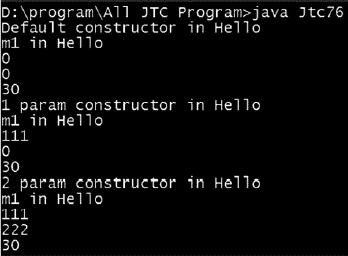 D:\program\All JTC Program>java Jtc76
Default constructor in Hello
m1 in Hello
0
0
30
1 param constructor in Hello
m1 in Hello
111
0
30
2 param constructor in Hello
m1 in Hello
111
222
30